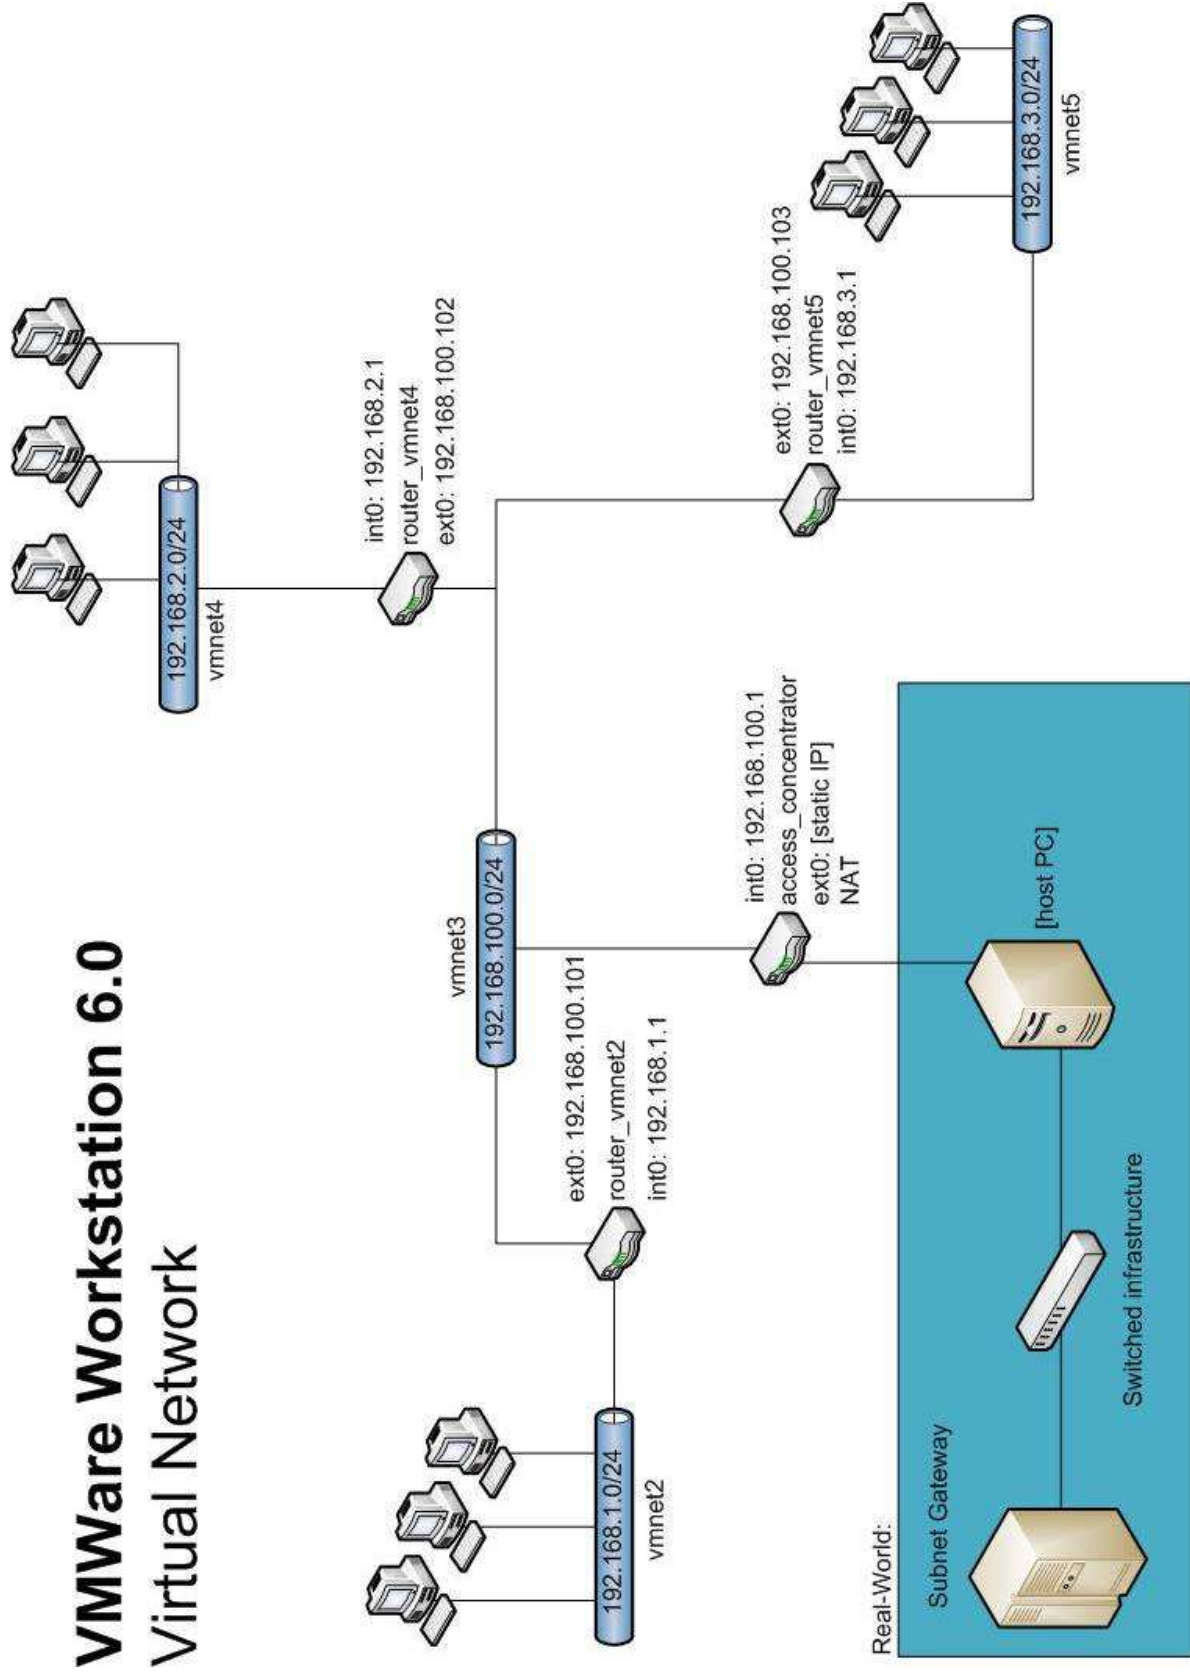 VMWare Workstation 6.0
Virtual Network
192.168.2.0/24
vmnet4
int0: 192.168.2.1
router_vmnet4
ext0: 192.168.100.102
vmnet3
192.168.100.0/24
ext0: 192.168.100.101
router_vmnet2
int0: 192.168.1.1
192.168.1.0/24
vmnet2
int0: 192.168.100.1
access_concentrator
ext0: [static IP]
NAT
ext0: 192.168.100.103
router_vmnet5
int0: 192.168.3.1
192.168.3.0/24
vmnet5
Real-World:
Subnet Gateway
Switched infrastructure
[host PC]